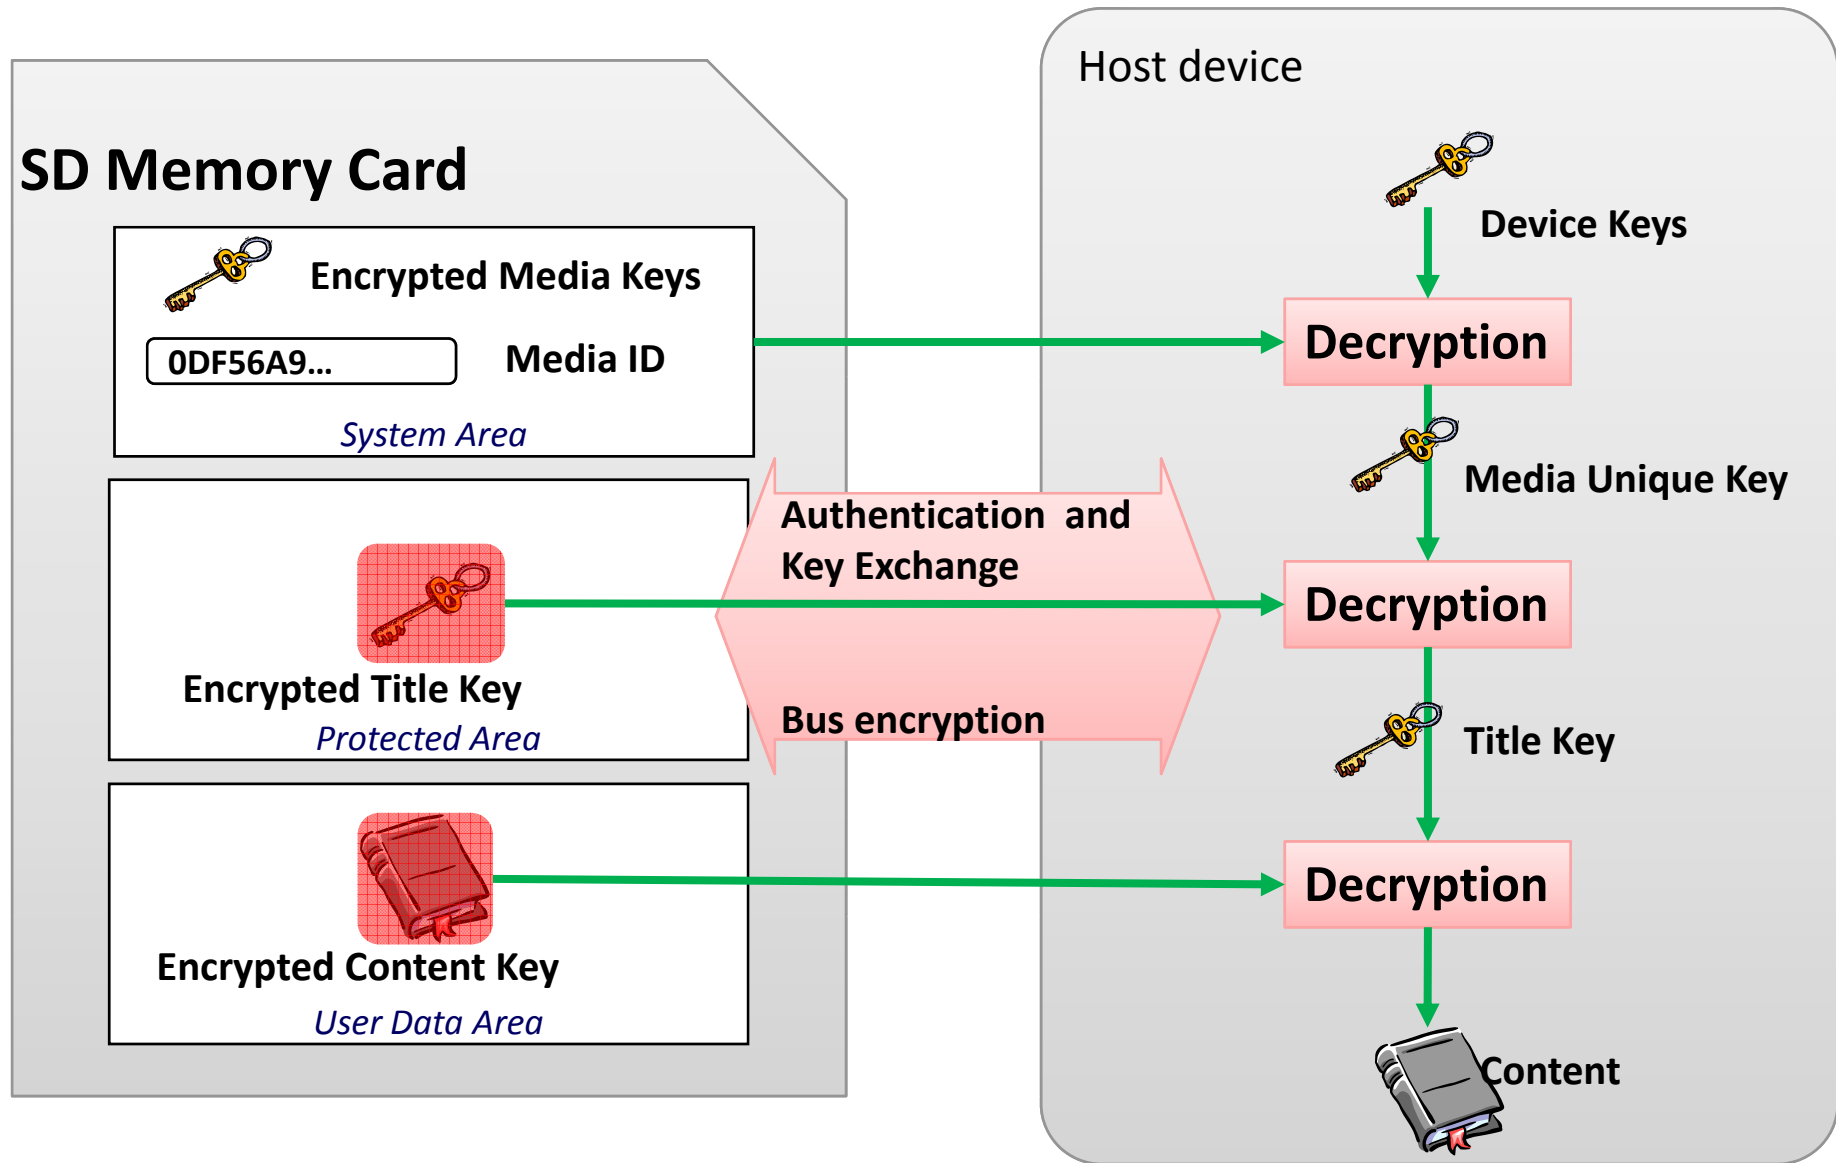 SD Memory Card
Encrypted Media Keys
0DF56A9...
Media ID
System Area
Encrypted Title Key
Protected Area
Encrypted Content Key
User Data Area
Authentication and
Key Exchange
Bus encryption
Host device
Device Keys
Decryption
Media Unique Key
Decryption
Title Key
Decryption
Content